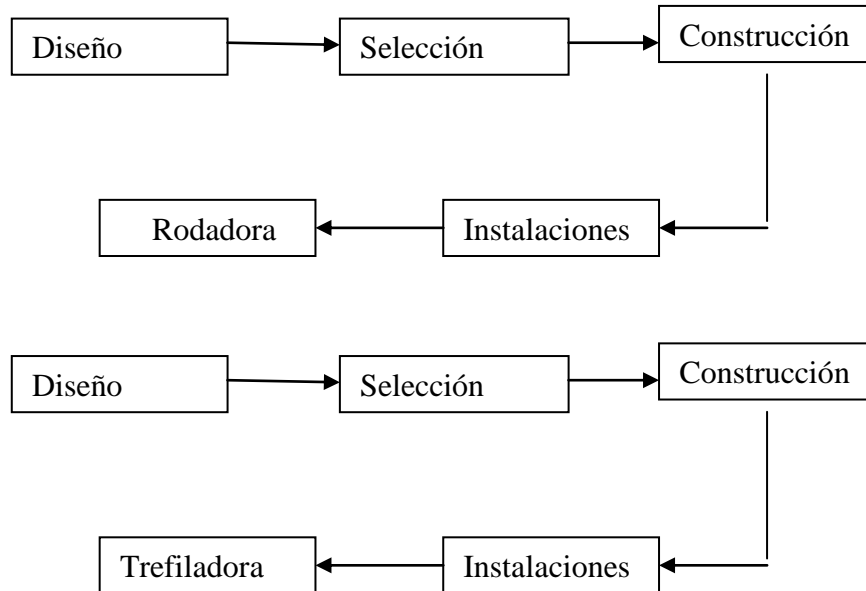 Diseño
Selección
Construcción
Rodadora
Instalaciones
Diseño
Selección
Construcción
Trefiladora
Instalaciones